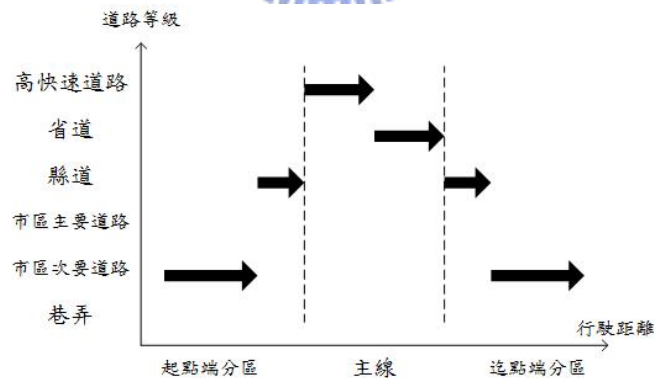 道路等級
高快速道路
省道
縣道
市區主要道路
市區次要道路
巷弄
行駛距離
起點端分區
主線
迄點端分區